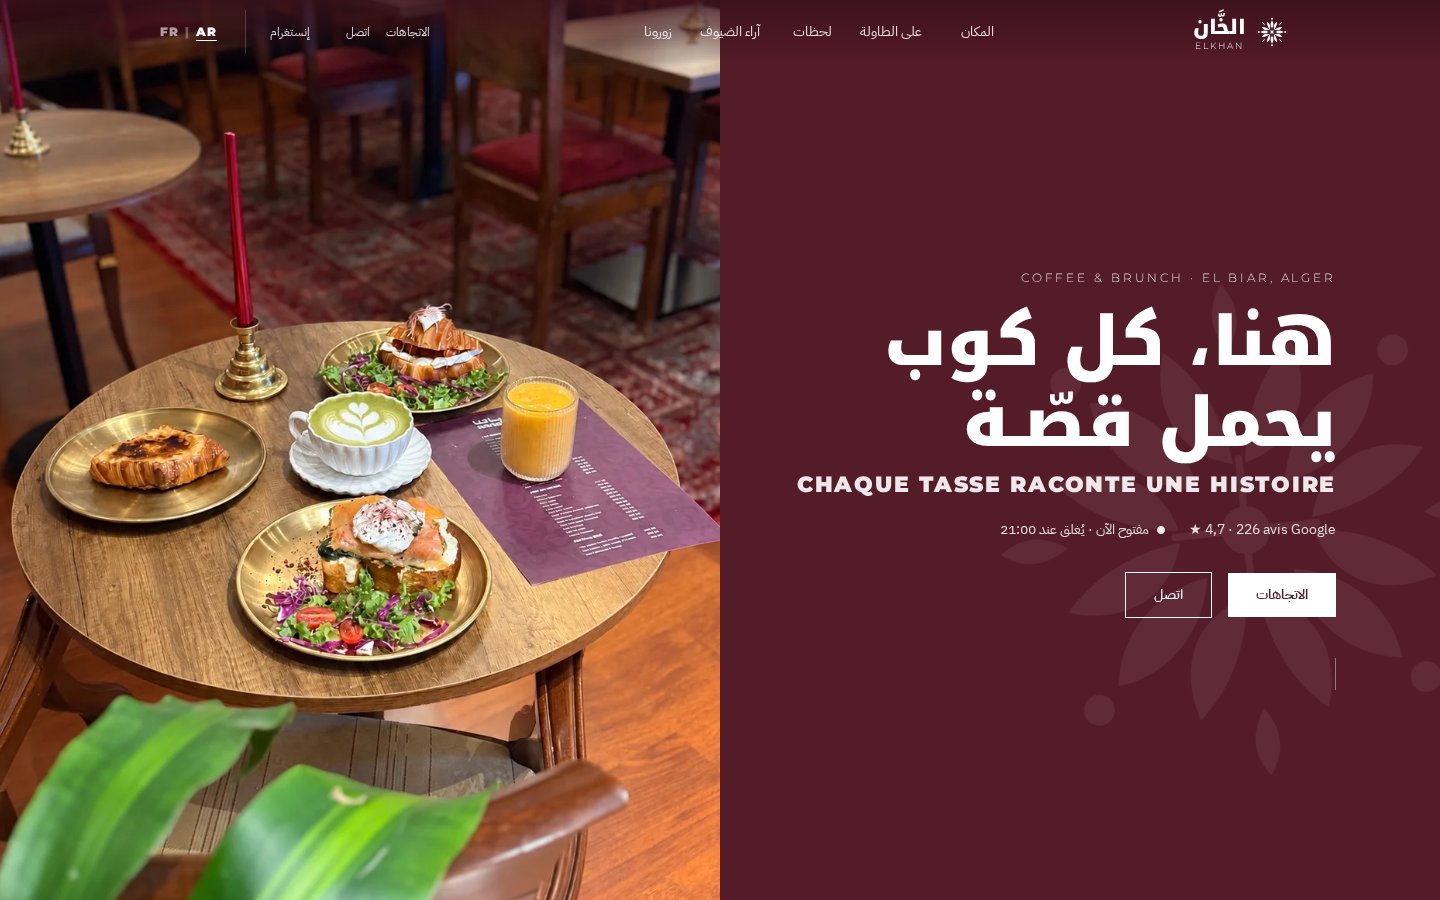 الخَّان
ELKHAN
المكان
على الطاولة
لحظات
آراء الضيوف
زورونا
الاتجاهات
اتصل
إنستغرام
FR | AR
COFFEE & BRUNCH · EL BIAR, ALGER
هنا، كل كوب
يحمل قصّة
CHAQUE TASSE RACONTE UNE HISTOIRE
★ 4,7 · 226 avis Google
● مفتوح الآن · يُغلق عند 21:00
الاتجاهات
اتصل